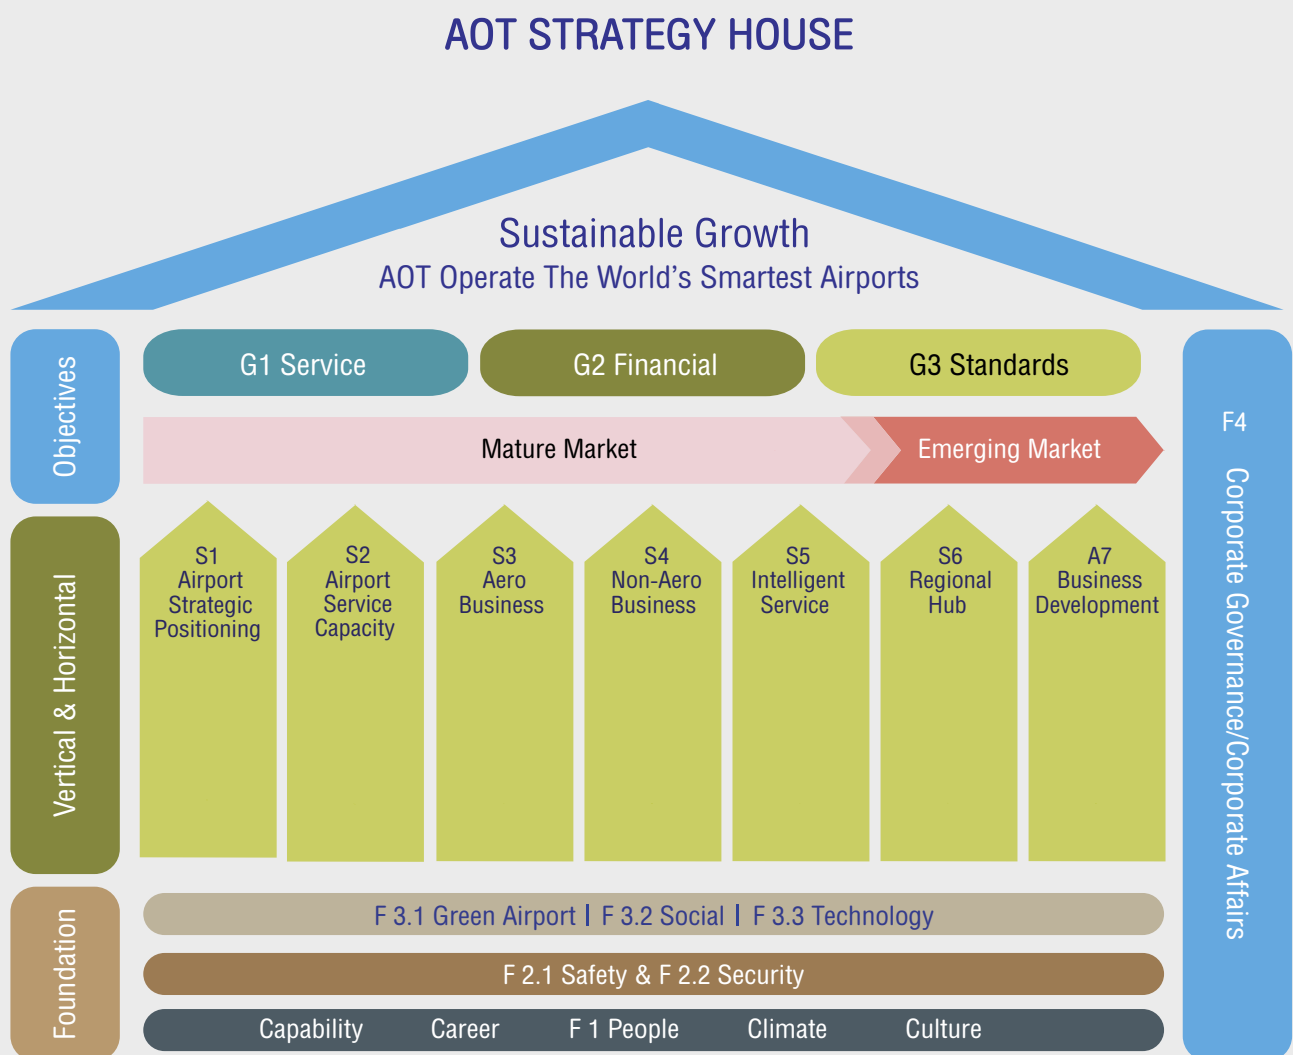 AOT STRATEGY HOUSE
Sustainable Growth
AOT Operate The World's Smartest Airports
Objectives
G1 Service
G2 Financial
G3 Standards
Mature Market
Emerging Market
Vertical & Horizontal
S1
Airport
Strategic
Positioning
S2
Airport
Service
Capacity
S3
Aero
Business
S4
Non-Aero
Business
S5
Intelligent
Service
S6
Regional
Hub
A7
Business
Development
F4 Corporate Governance/Corporate Affairs
Foundation
F 3.1 Green Airport | F 3.2 Social | F 3.3 Technology
F 2.1 Safety & F 2.2 Security
Capability Career F 1 People Climate Culture